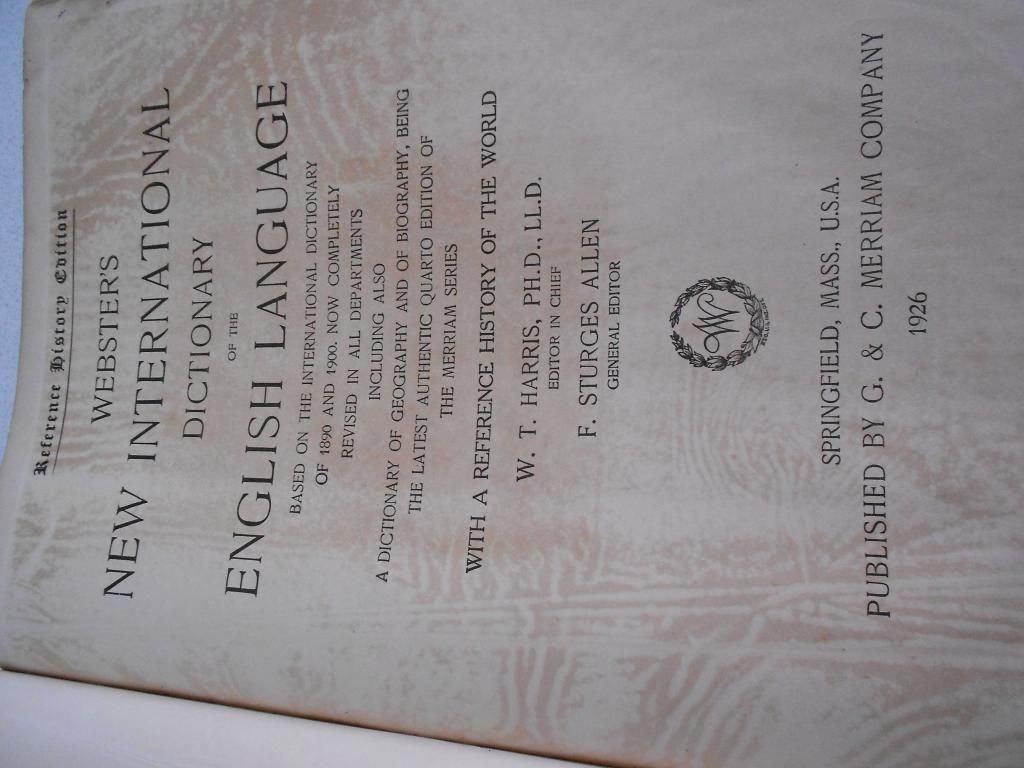 Reference History Edition
WEBSTER'S
NEW INTERNATIONAL
DICTIONARY
OF THE
ENGLISH LANGUAGE
BASED ON THE INTERNATIONAL DICTIONARY
OF 1890 AND 1900. NOW COMPLETELY
REVISED IN ALL DEPARTMENTS
INCLUDING ALSO
A DICTIONARY OF GEOGRAPHY AND OF BIOGRAPHY, BEING
THE LATEST AUTHENTIC QUARTO EDITION OF
THE MERRIAM SERIES
WITH A REFERENCE HISTORY OF THE WORLD
W. T. HARRIS, PH.D., LL.D.
EDITOR IN CHIEF
F. STURGES ALLEN
GENERAL EDITOR
W
SPRINGFIELD, MASS., U.S.A.
PUBLISHED BY G. & C. MERRIAM COMPANY
1926